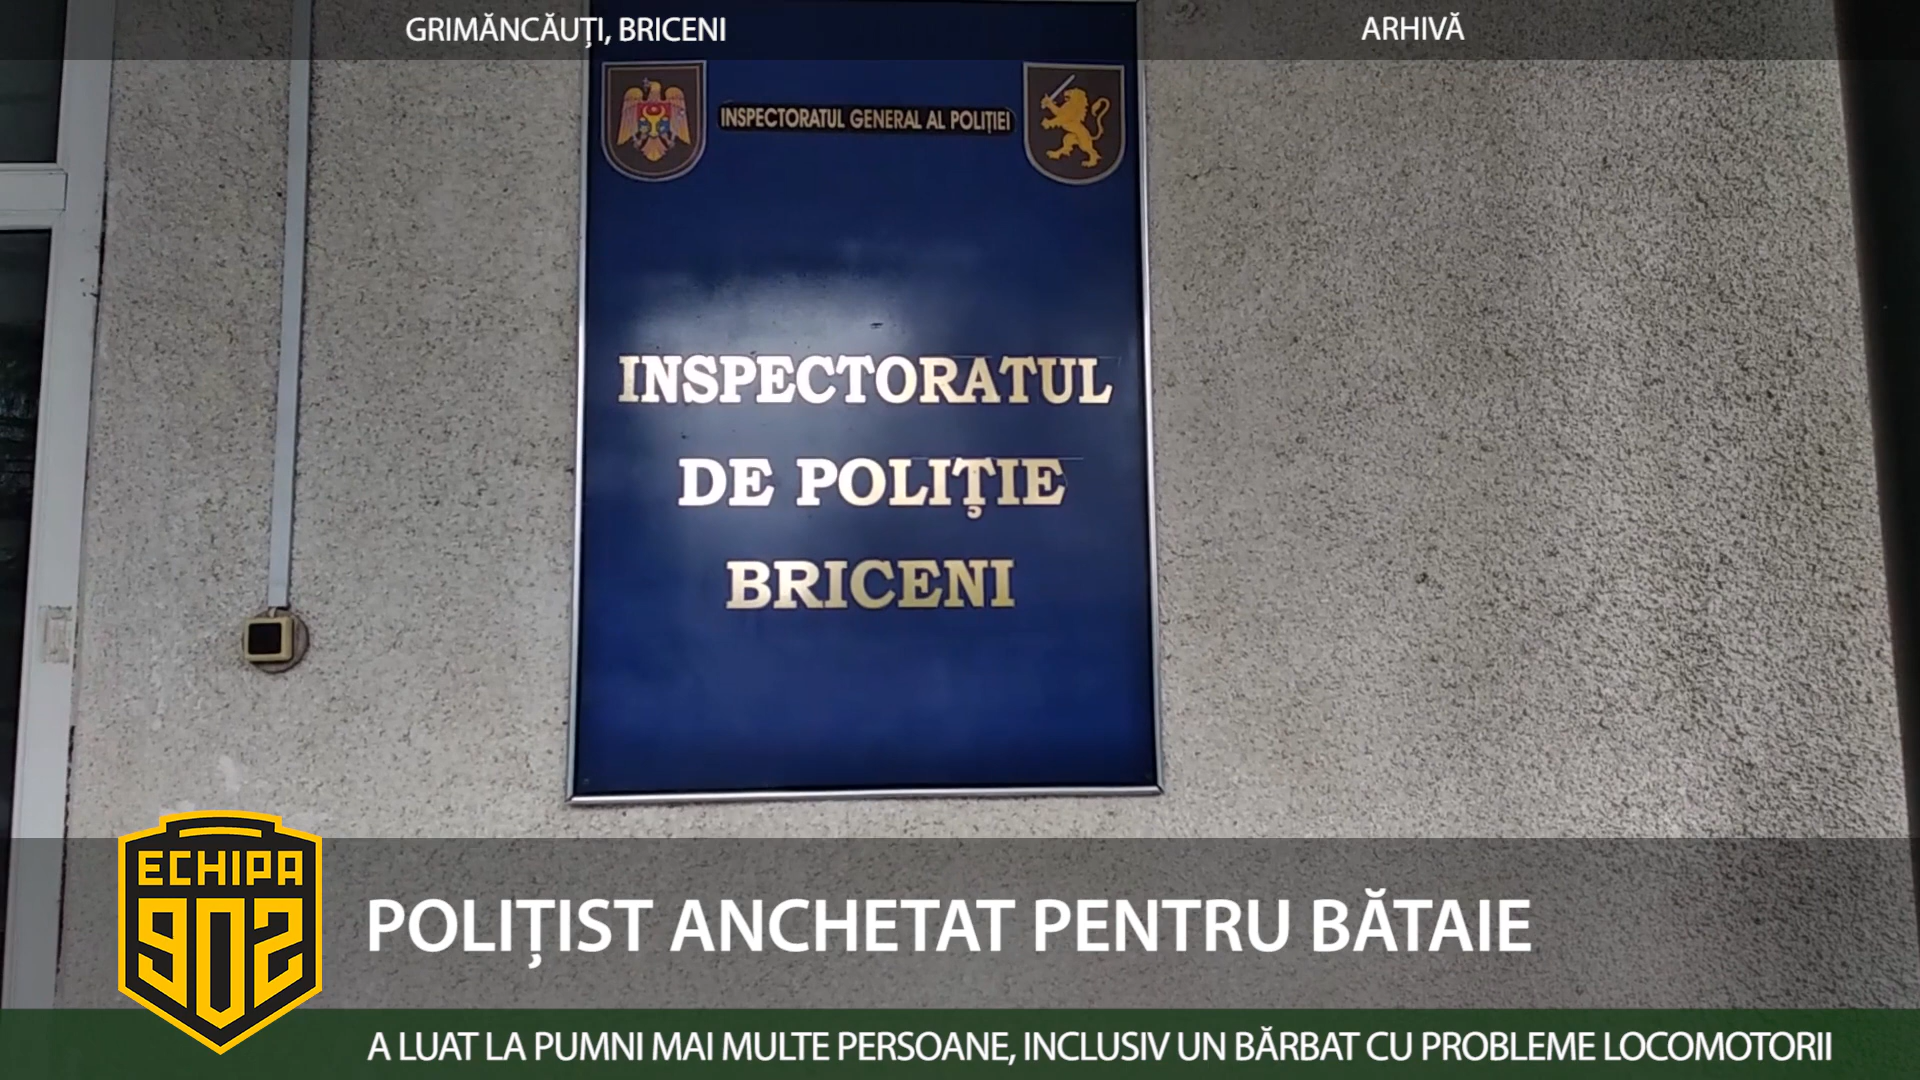 GRIMĂNCĂUȚI, BRICENI
ARHIVĂ
INSPECTORATUL GENERAL AL POLIȚIEI
INSPECTORATUL
DE POLIȚIE
BRICENI
ECHIPA
902
POLIȚIST ANCHETAT PENTRU BĂTAIE
A LUAT LA PUMNI MAI MULTE PERSOANE, INCLUSIV UN BĂRBAT CU PROBLEME LOCOMOTORII